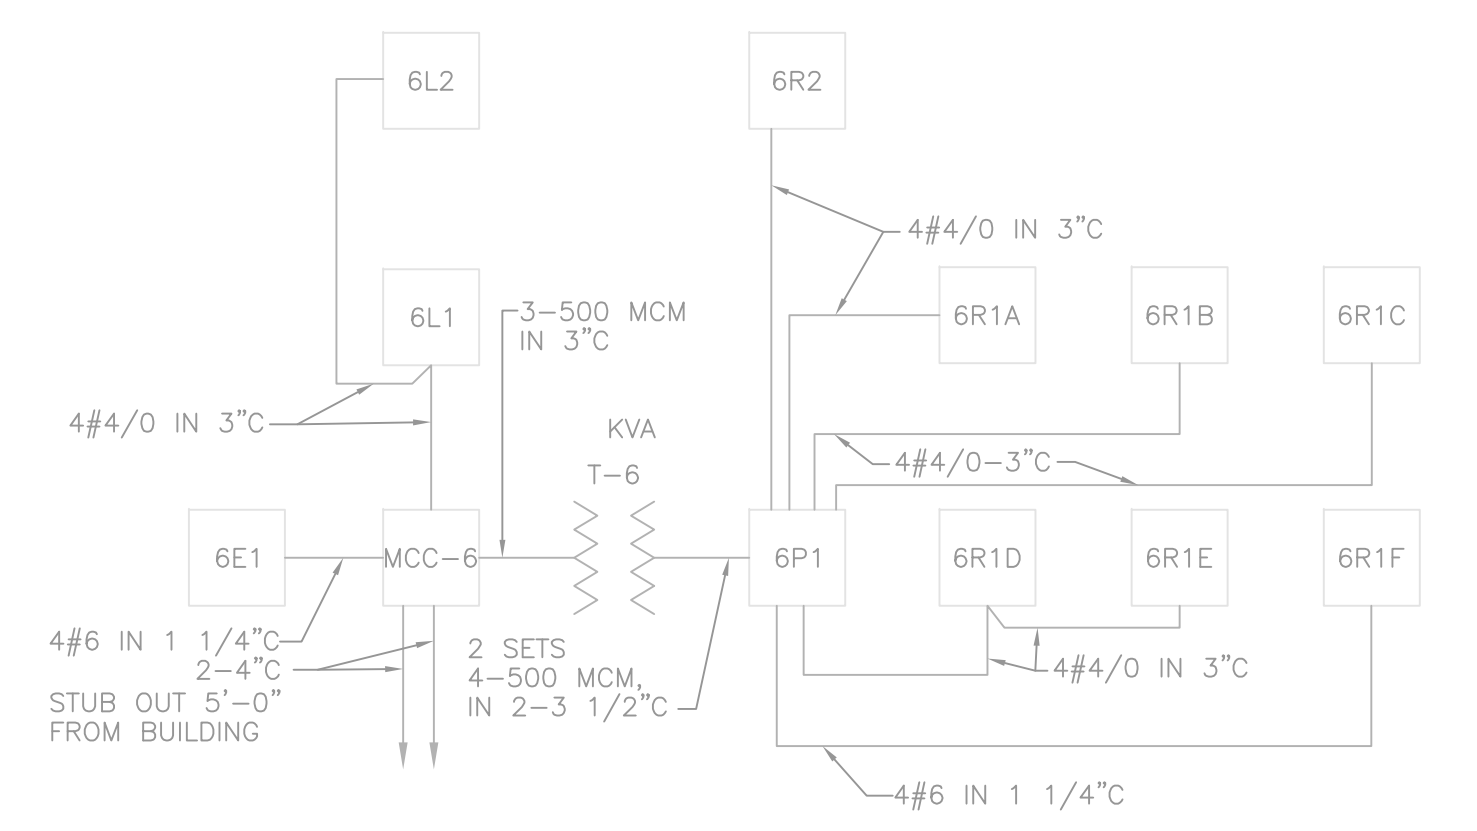 6L2
6R2
4#4/0 IN 3"C
6L1
3-500 MCM
IN 3"C
6R1A
6R1B
6R1C
4#4/0 IN 3"C
KVA
T-6
4#4/0-3"C
6E1
MCC-6
6P1
6R1D
6R1E
6R1F
4#6 IN 1 1/4"C
2-4"C
STUB OUT 5'-0"
FROM BUILDING
2 SETS
4-500 MCM,
IN 2-3 1/2"C
4#4/0 IN 3"C
4#6 IN 1 1/4"C